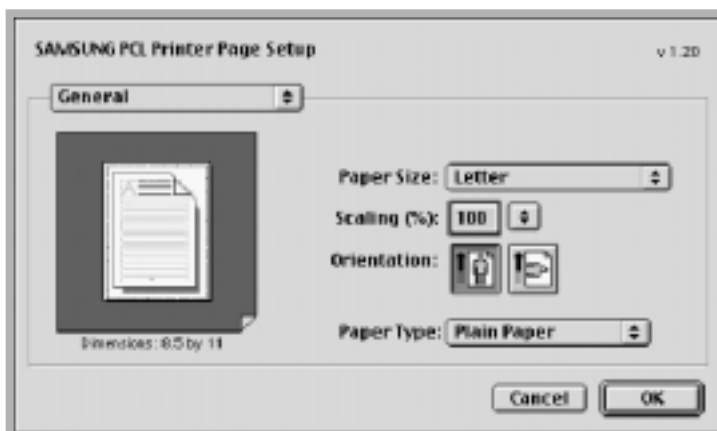 SAMSUNG PCL Printer Page Setup
v 1.20
General
Paper Size: Letter
Scaling (%): 100
Orientation:
Dimensions: 8.5 by 11
Paper Type: Plain Paper
Cancel
OK